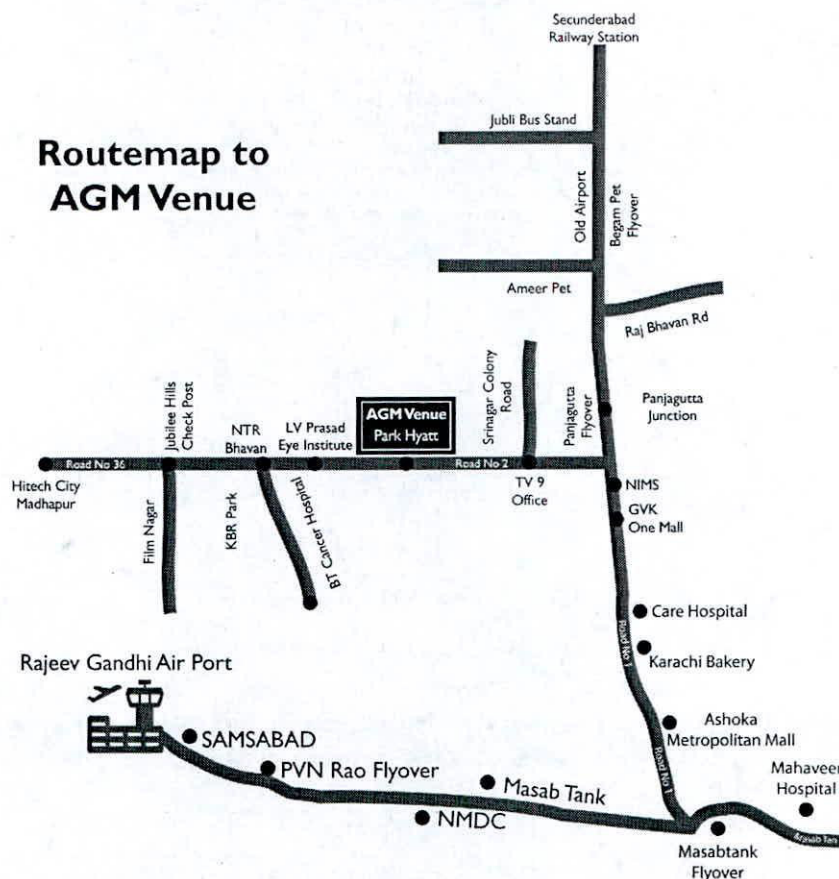 Secunderabad
Railway Station
Jubli Bus Stand
Routemap to
AGM Venue
Old Airport
Begam Pet
Flyover
Ameer Pet
Raj Bhavan Rd
Srinagar Colony
Road
Panjagutta
Flyover
Panjagutta
Junction
Jubilee Hills
Check Post
NTR
Bhavan
LV Prasad
Eye Institute
AGM Venue
Park Hyatt
Road No 36
Road No 2
Hitech City
Madhapur
TV 9
Office
NIMS
GVK
One Mall
Film Nagar
KBR Park
BT Cancer Hospital
Care Hospital
Road No 1
Karachi Bakery
Rajeev Gandhi Air Port
Ashoka
Metropolitan Mall
SAMSABAD
Road No 1
PVN Rao Flyover
Mahaveer
Hospital
Masab Tank
NMDC
Masab Tan
Masabtank
Flyover